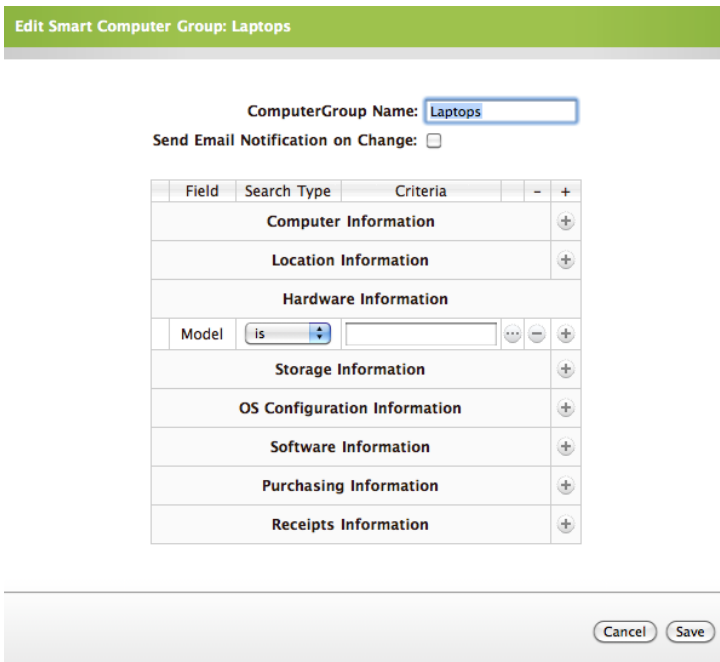 Edit Smart Computer Group: Laptops
ComputerGroup Name: Laptops
Send Email Notification on Change:
Field Search Type Criteria - +
Computer Information +
Location Information +
Hardware Information
Model is ... - +
Storage Information +
OS Configuration Information +
Software Information +
Purchasing Information +
Receipts Information +
Cancel Save